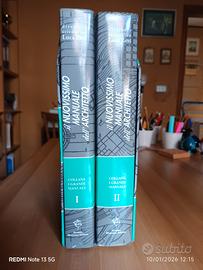 Luca
il NUOVISSIMO
MANUALE
dell'ARCHITETTO
COLLANA
I GRANDI
MANUALI
I
il NUOVISSIMO
MANUALE
dell'ARCHITETTO
COLLANA
I GRANDI
MANUALI
II
subito
REDMI Note 13 5G
10/01/2026 12:15